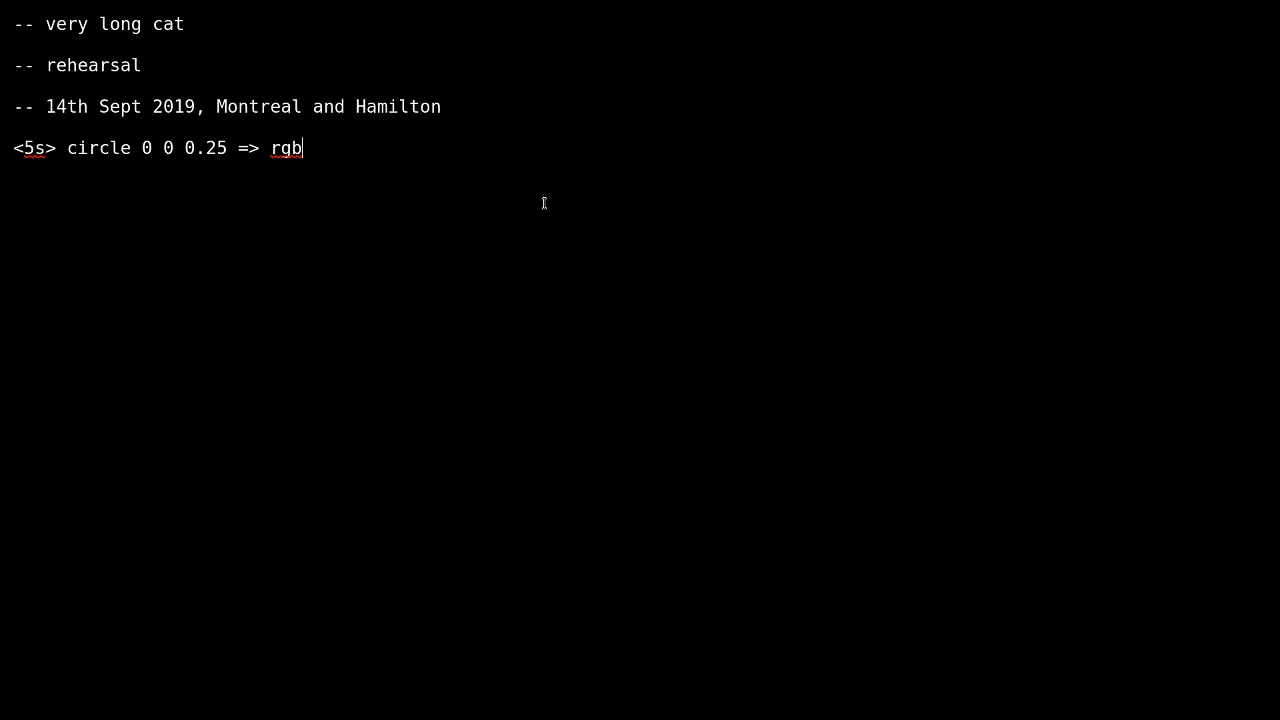 -- very long cat
-- rehearsal
-- 14th Sept 2019, Montreal and Hamilton
<5s> circle 0 0 0.25 => rgb